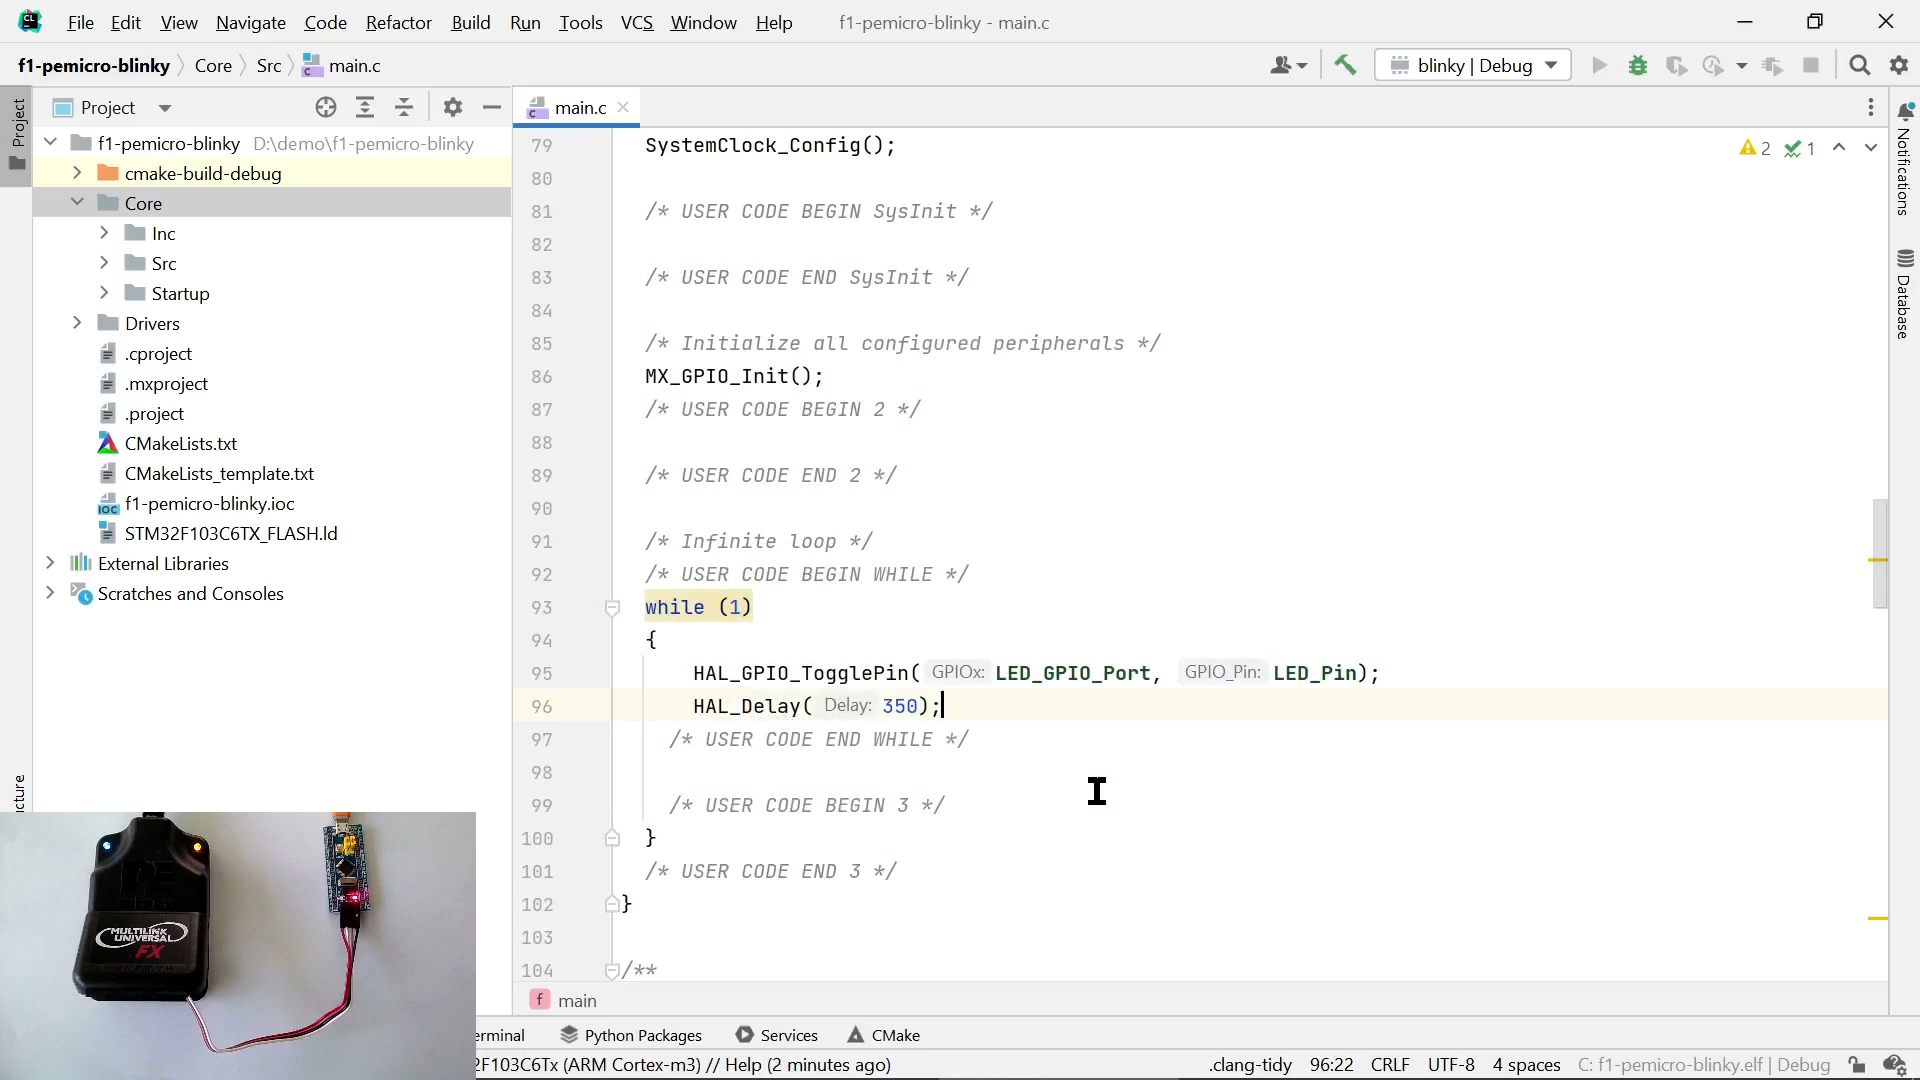 File Edit View Navigate Code Refactor Build Run Tools VCS Window Help f1-pemicro-blinky - main.c
f1-pemicro-blinky Core Src main.c
blinky | Debug
Project
Project
main.c
f1-pemicro-blinky D:\demo\f1-pemicro-blinky
cmake-build-debug
Core
Inc
Src
Startup
Drivers
.cproject
.mxproject
.project
CMakeLists.txt
CMakeLists_template.txt
IOC f1-pemicro-blinky.ioc
STM32F103C6TX_FLASH.ld
External Libraries
Scratches and Consoles
2 1
79 SystemClock_Config();
80
81 /* USER CODE BEGIN SysInit */
82
83 /* USER CODE END SysInit */
84
85 /* Initialize all configured peripherals */
86 MX_GPIO_Init();
87 /* USER CODE BEGIN 2 */
88
89 /* USER CODE END 2 */
90
91 /* Infinite loop */
92 /* USER CODE BEGIN WHILE */
93 while (1)
94 {
95 HAL_GPIO_TogglePin( GPIOx: LED_GPIO_Port, GPIO_Pin: LED_Pin);
96 HAL_Delay( Delay: 350);
97 /* USER CODE END WHILE */
98
99 /* USER CODE BEGIN 3 */
100 }
101 /* USER CODE END 3 */
102 }
103
104 /**
Notifications
Database
cture
MULTILINK
UNIVERSAL
FX
f main
erminal Python Packages Services CMake
2F103C6Tx (ARM Cortex-m3) // Help (2 minutes ago)
.clang-tidy 96:22 CRLF UTF-8 4 spaces C: f1-pemicro-blinky.elf | Debug